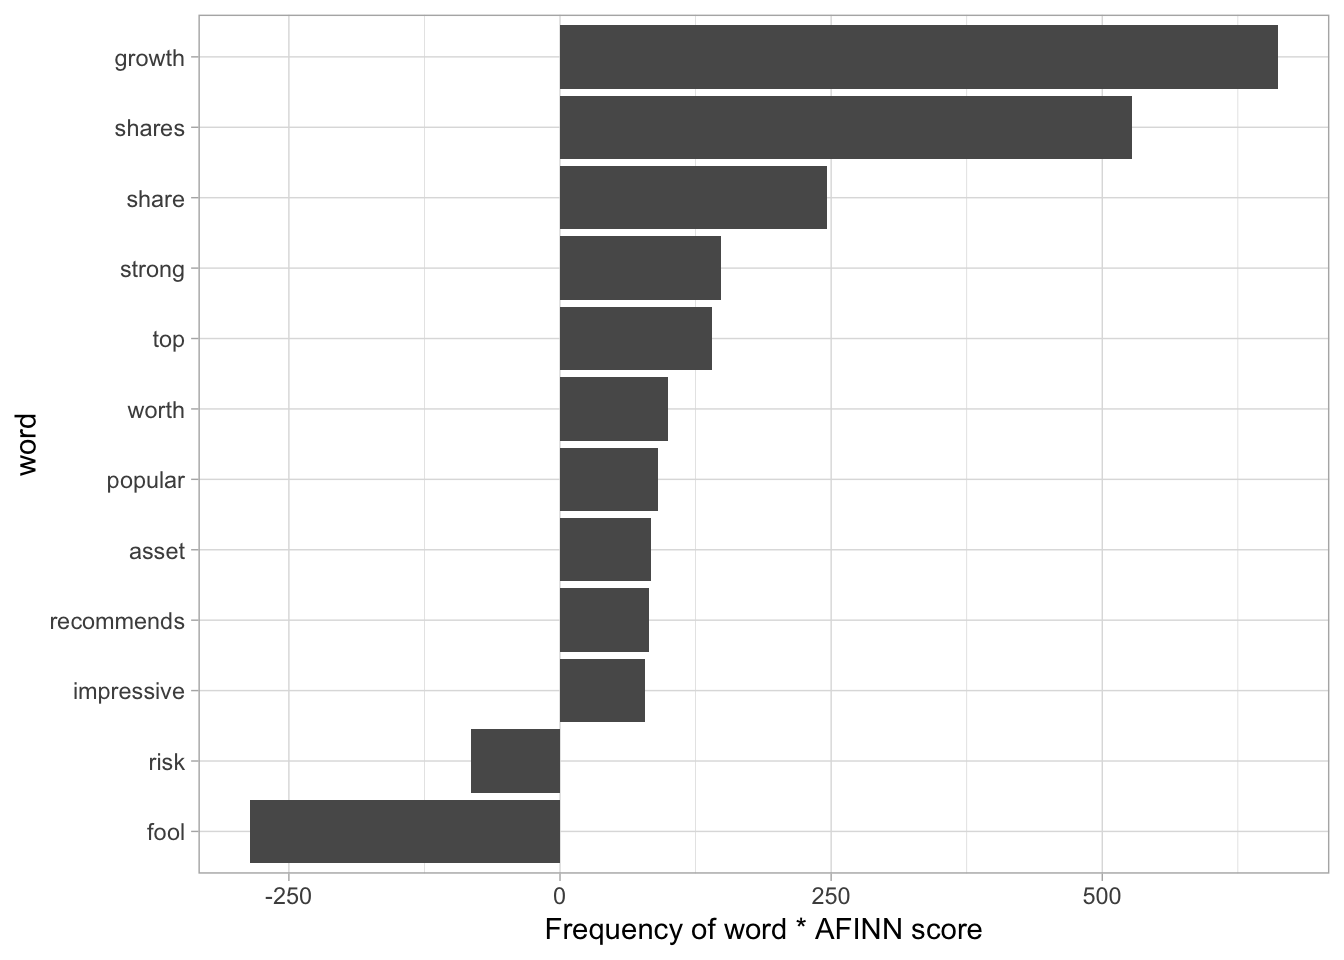 growth
shares
share
strong
top
worth
popular
asset
recommends
impressive
risk
fool
word
-250 0 250 500
Frequency of word * AFINN score